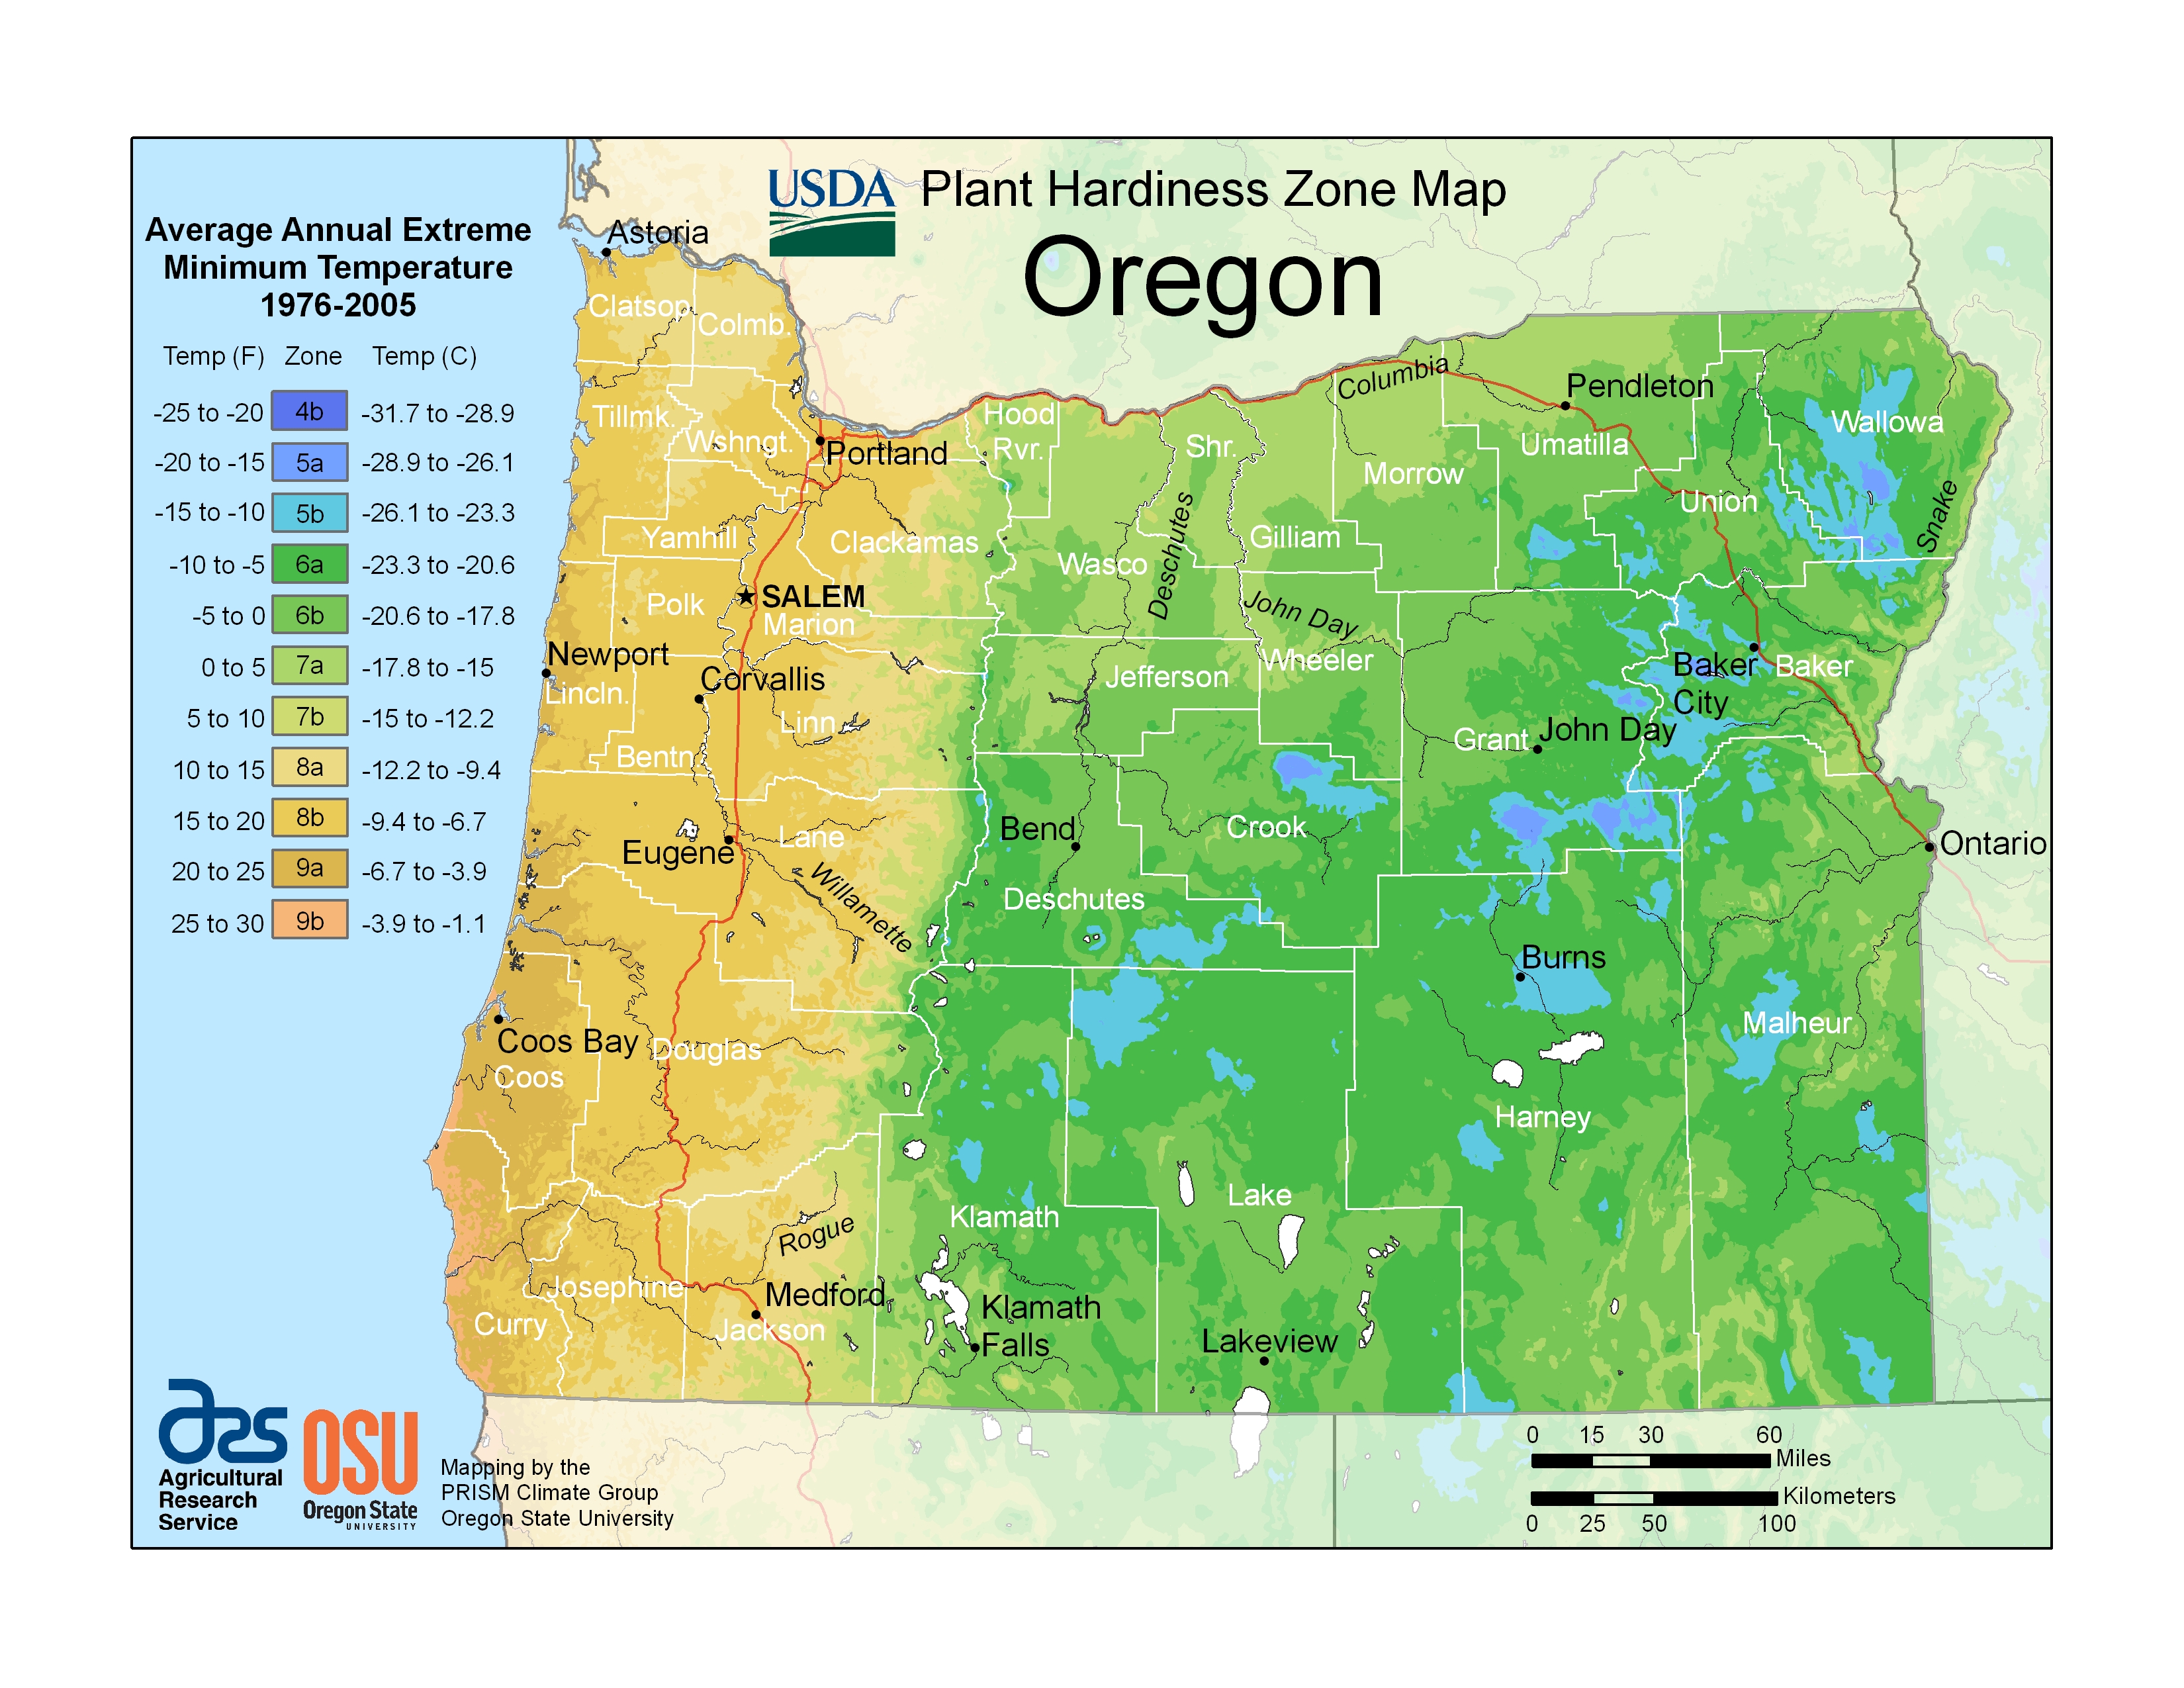 USDA Plant Hardiness Zone Map
Oregon
Average Annual Extreme
Minimum Temperature
1976-2005
Temp (F) Zone Temp (C)
-25 to -20 4b -31.7 to -28.9
-20 to -15 5a -28.9 to -26.1
-15 to -10 5b -26.1 to -23.3
-10 to -5 6a -23.3 to -20.6
-5 to 0 6b -20.6 to -17.8
0 to 5 7a -17.8 to -15
5 to 10 7b -15 to -12.2
10 to 15 8a -12.2 to -9.4
15 to 20 8b -9.4 to -6.7
20 to 25 9a -6.7 to -3.9
25 to 30 9b -3.9 to -1.1
Astoria
Clatsop
Colmb.
Tillmk.
Wshngt.
Portland
Hood
Rvr.
Shr.
Columbia
Pendleton
Umatilla
Morrow
Wallowa
Union
Snake
Yamhill
Clackamas
Wasco
Deschutes
Gilliam
Polk
SALEM
Marion
John Day
Wheeler
Newport
Lincln.
Corvallis
Linn
Jefferson
Baker
City
Baker
Grant
John Day
Bentn.
Eugene
Lane
Willamette
Bend
Deschutes
Crook
Ontario
Burns
Coos Bay
Coos
Douglas
Malheur
Harney
Klamath
Lake
Rogue
Josephine
Curry
Medford
Jackson
Klamath
Falls
Lakeview
ars
Agricultural
Research
Service
OSU
Oregon State
UNIVERSITY
Mapping by the
PRISM Climate Group
Oregon State University
0 15 30 60
Miles
Kilometers
0 25 50 100